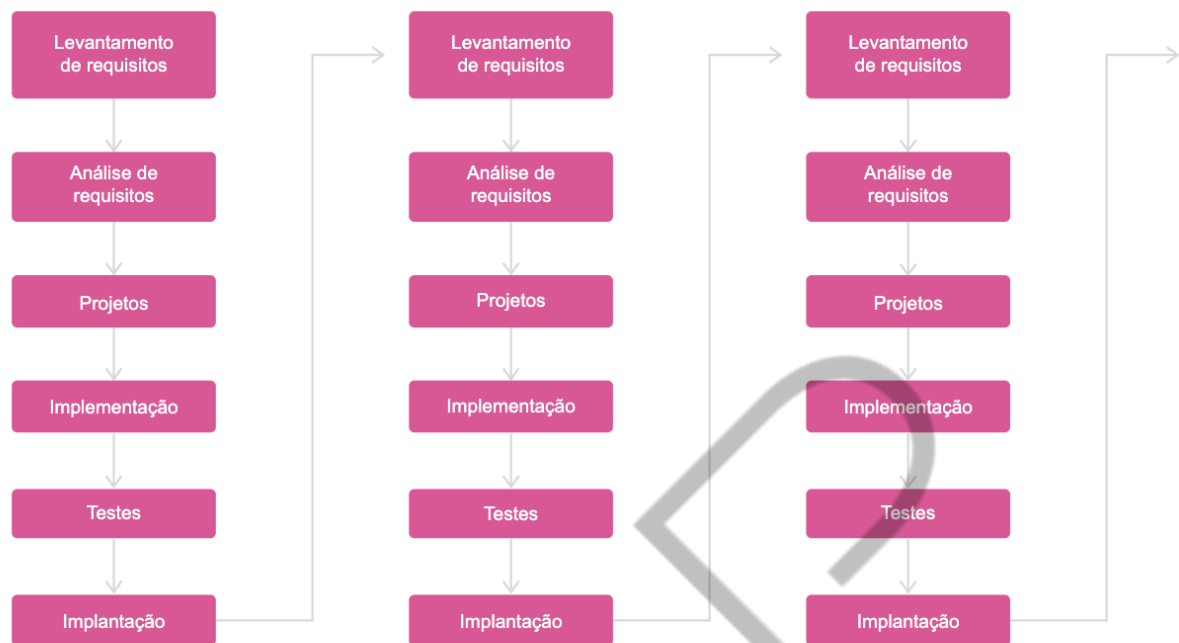 Levantamento
de requisitos
Análise de
requisitos
Projetos
Implementação
Testes
Implantação
Levantamento
de requisitos
Análise de
requisitos
Projetos
Implementação
Testes
Implantação
Levantamento
de requisitos
Análise de
requisitos
Projetos
Implementação
Testes
Implantação